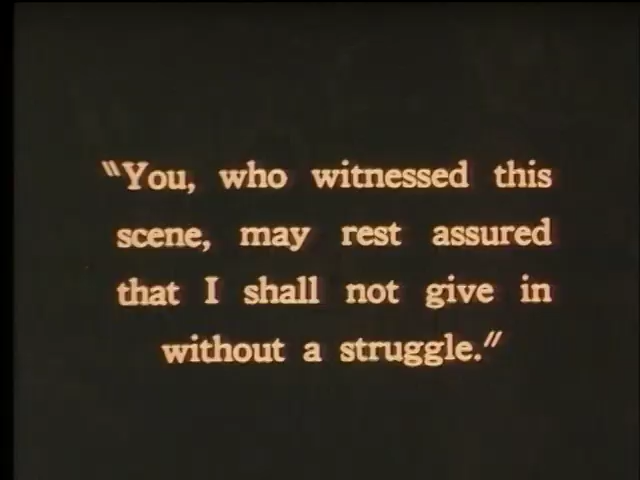 "You, who witnessed this
scene, may rest assured
that I shall not give in
without a struggle."